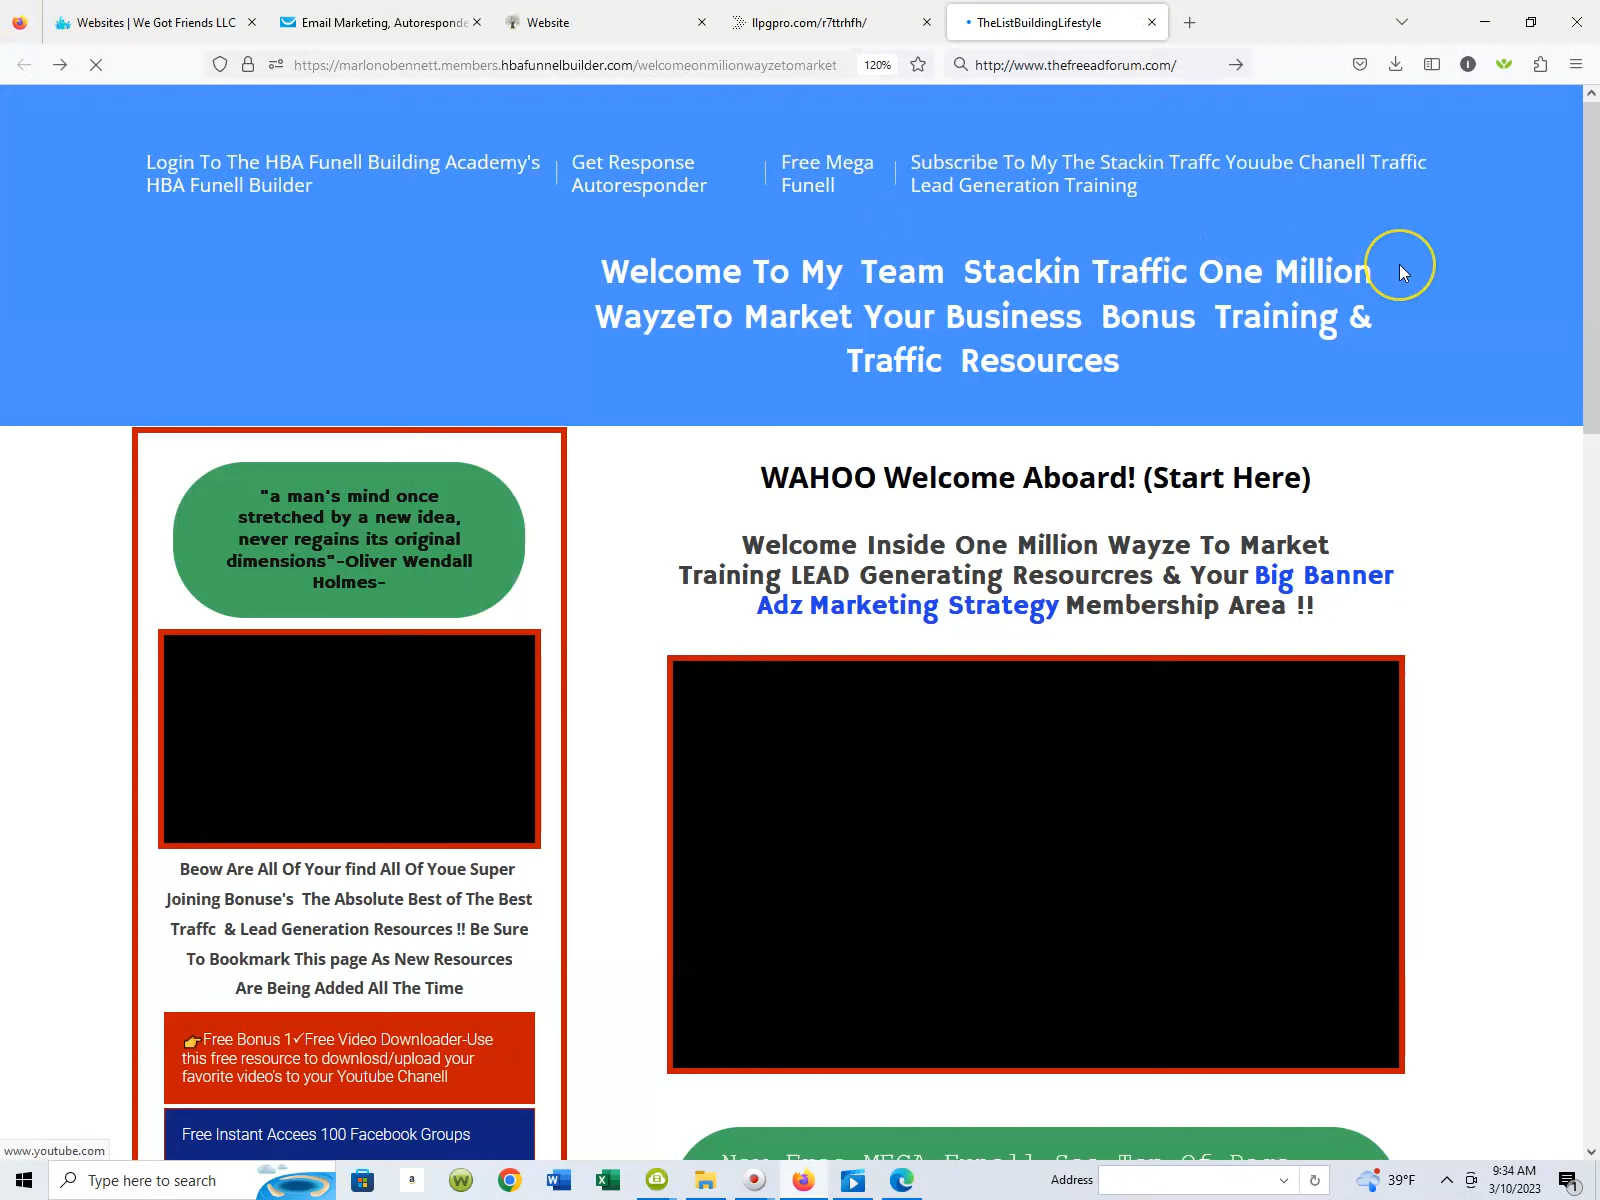 Websites | We Got Friends LLC
Email Marketing, Autoresponde
Website
llpgpro.com/r7ttrhfh/
TheListBuildingLifestyle
https://marlonobennett.members.hbafunnelbuilder.com/welcomeonmilionwayzetomarket
120%
http://www.thefreeadforum.com/
Login To The HBA Funell Building Academy's
HBA Funell Builder
Get Response
Autoresponder
Free Mega
Funell
Subscribe To My The Stackin Traffc Youube Chanell Traffic
Lead Generation Training
Welcome To My Team Stackin Traffic One Million
WayzeTo Market Your Business Bonus Training &
Traffic Resources
"a man's mind once
stretched by a new idea,
never regains its original
dimensions"-Oliver Wendall
Holmes-
WAHOO Welcome Aboard! (Start Here)
Welcome Inside One Million Wayze To Market
Training LEAD Generating Resourcres & Your Big Banner
Adz Marketing Strategy Membership Area !!
Beow Are All Of Your find All Of Youe Super
Joining Bonuse's The Absolute Best of The Best
Traffc & Lead Generation Resources !! Be Sure
To Bookmark This page As New Resources
Are Being Added All The Time
👉Free Bonus 1✓Free Video Downloader-Use
this free resource to downlosd/upload your
favorite video's to your Youtube Chanell
Free Instant Accees 100 Facebook Groups
Now Free MEGA Funell See Top Of Page
www.youtube.com
Type here to search
Address
39°F
9:34 AM
3/10/2023
1